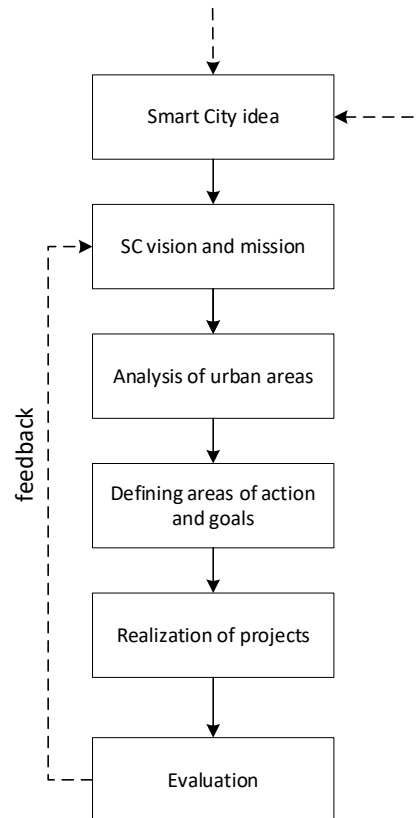 Smart City idea
SC vision and mission
Analysis of urban areas
Defining areas of action
and goals
Realization of projects
Evaluation
feedback